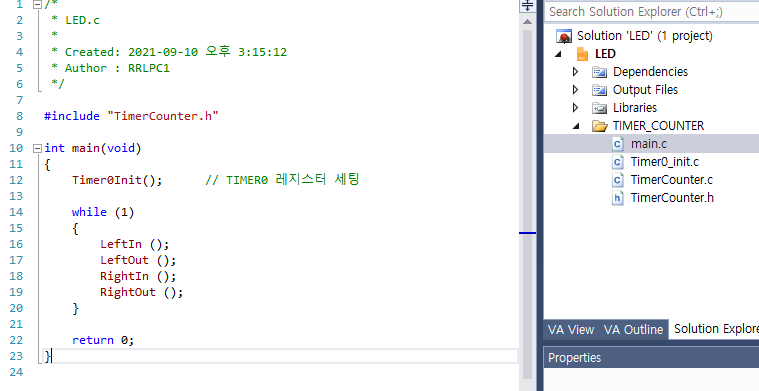 1 /*
2 * LED.c
3 *
4 * Created: 2021-09-10 오후 3:15:12
5 * Author : RRLPC1
6 */
7
8 #include "TimerCounter.h"
9
10 int main(void)
11 {
12 Timer0Init(); // TIMER0 레지스터 세팅
13
14 while (1)
15 {
16 LeftIn ();
17 LeftOut ();
18 RightIn ();
19 RightOut ();
20 }
21
22 return 0;
23 }
24
Search Solution Explorer (Ctrl+;)
Solution 'LED' (1 project)
LED
Dependencies
Output Files
Libraries
TIMER_COUNTER
main.c
Timer0_init.c
TimerCounter.c
TimerCounter.h
VA View VA Outline Solution Explore
Properties